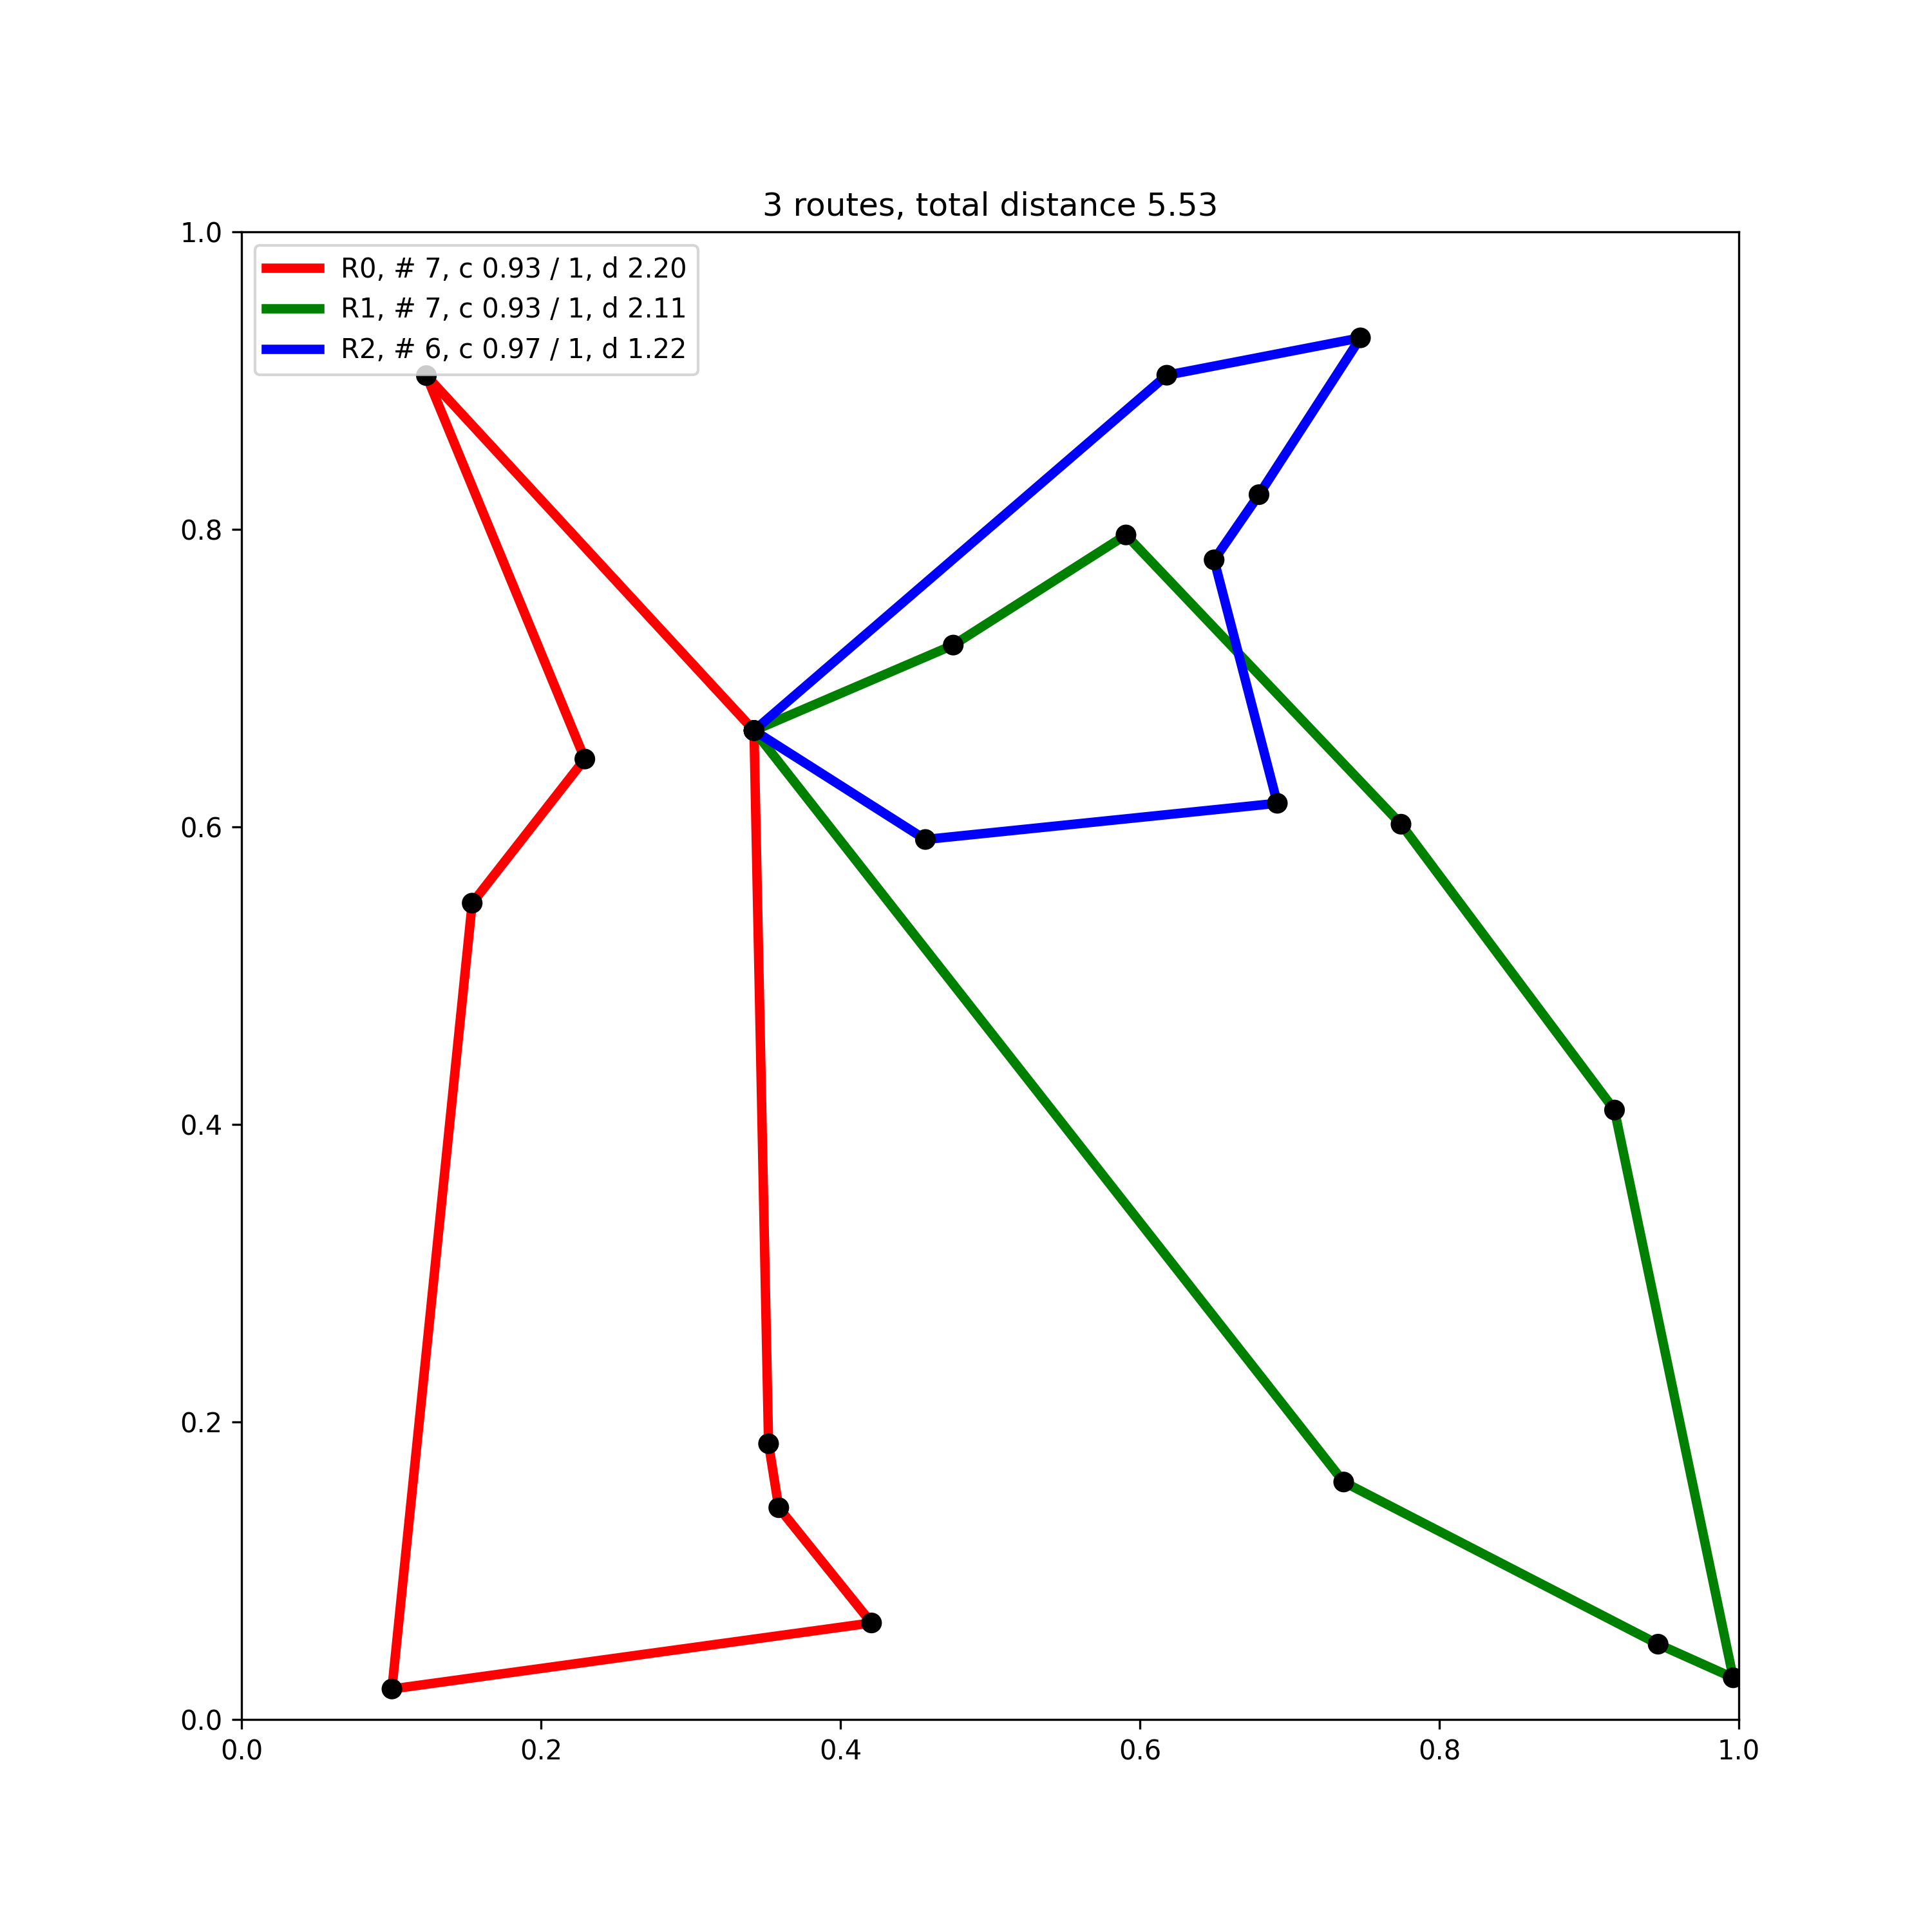 3 routes, total distance 5.53
1.0
R0, # 7, c 0.93 / 1, d 2.20
R1, # 7, c 0.93 / 1, d 2.11
R2, # 6, c 0.97 / 1, d 1.22
0.8
0.6
0.4
0.2
0.0
0.0 0.2 0.4 0.6 0.8 1.0